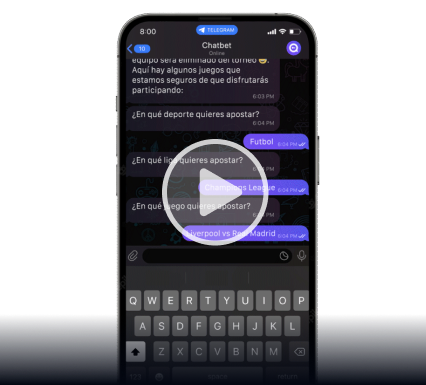 8:00
TELEGRAM
10
Chatbet
Online
equipo será eliminado del torneo
Aquí hay algunos juegos que
estamos seguros de que disfrutarás
participando:
6:03 PM
¿En qué deporte quieres apostar?
6:04 PM
Futbol 6:04 PM
¿En qué liga quieres apostar?
6:04 PM
Champions League 6:04 PM
¿En qué juego quieres apostar?
6:04 PM
Liverpool vs Real Madrid 6:04 PM
Q W E R T Y U I O P
A S D F G H J K L
Z X C V B N M
123